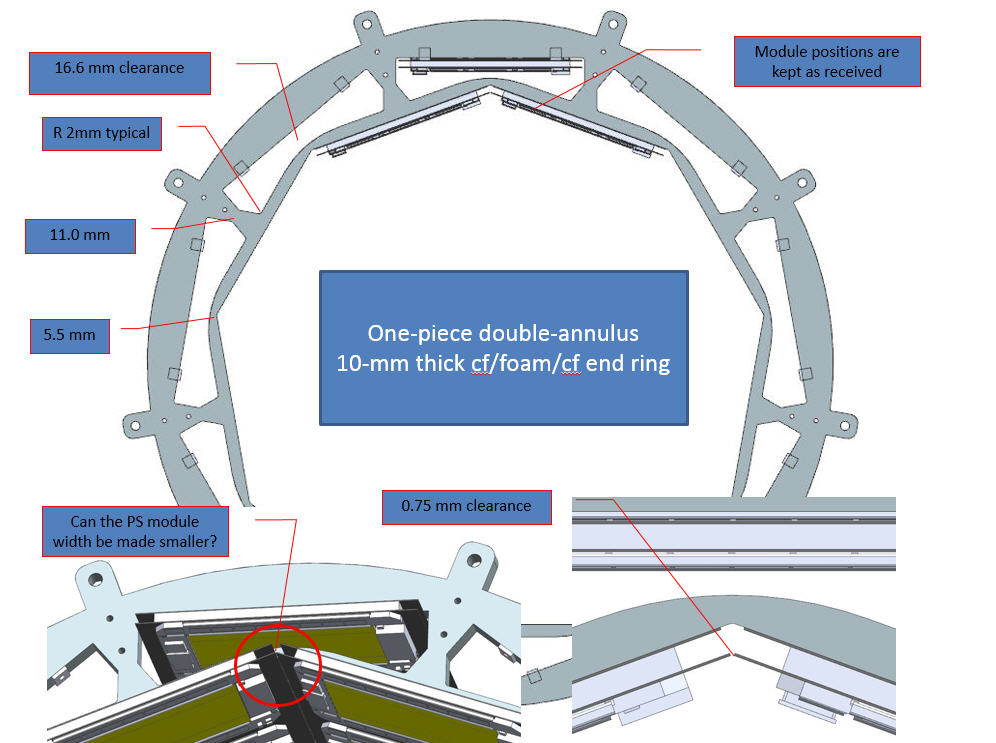 16.6 mm clearance
Module positions are
kept as received
R 2mm typical
11.0 mm
5.5 mm
One-piece double-annulus
10-mm thick cf/foam/cf end ring
0.75 mm clearance
Can the PS module
width be made smaller?